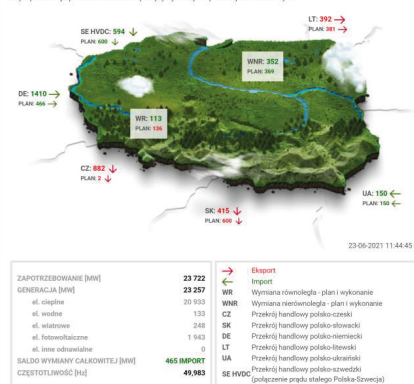 LT: 392 →
PLAN: 381 →
SE HVDC: 594 ↓
PLAN: 600 ↓
WNR: 352
PLAN: 369
DE: 1410 →
PLAN: 466 →
WR: 113
PLAN: 136
CZ: 882 ↓
PLAN: 2 ↓
UA: 150 ←
PLAN: 150 ←
SK: 415 ↓
PLAN: 600 ↓
23-06-2021 11:44:45
ZAPOTRZEBOWANIE [MW] 23 722
GENERACJA [MW] 23 257
el. cieplne 20 933
el. wodne 133
el. wiatrowe 248
el. fotowoltaiczne 1 943
el. inne odnawialne 0
SALDO WYMIANY CAŁKOWITEJ [MW] 465 IMPORT
CZĘSTOTLIWOŚĆ [Hz] 49,983
→ Eksport
← Import
WR Wymiana równoległa - plan i wykonanie
WNR Wymiana nierównoległa - plan i wykonanie
CZ Przekrój handlowy polsko-czeski
SK Przekrój handlowy polsko-słowacki
DE Przekrój handlowy polsko-niemiecki
LT Przekrój handlowy polsko-litewski
UA Przekrój handlowy polsko-ukraiński
SE HVDC Przekrój handlowy polsko-szwedzki
(połączenie prądu stałego Polska-Szwecja)